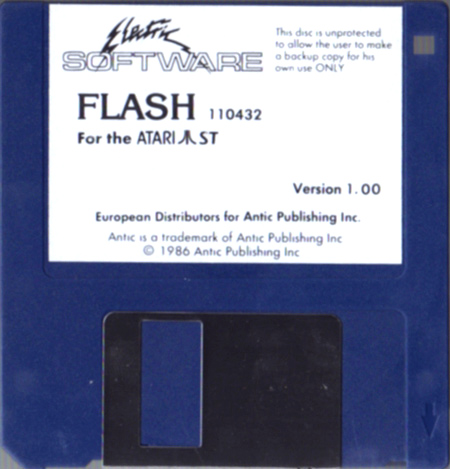 Electric
SOFTWARE
This disc is unprotected
to allow the user to make
a backup copy for his
own use ONLY
FLASH 110432
For the ATARI ST
Version 1.00
European Distributors for Antic Publishing Inc.
Antic is a trademark of Antic Publishing Inc
© 1986 Antic Publishing Inc